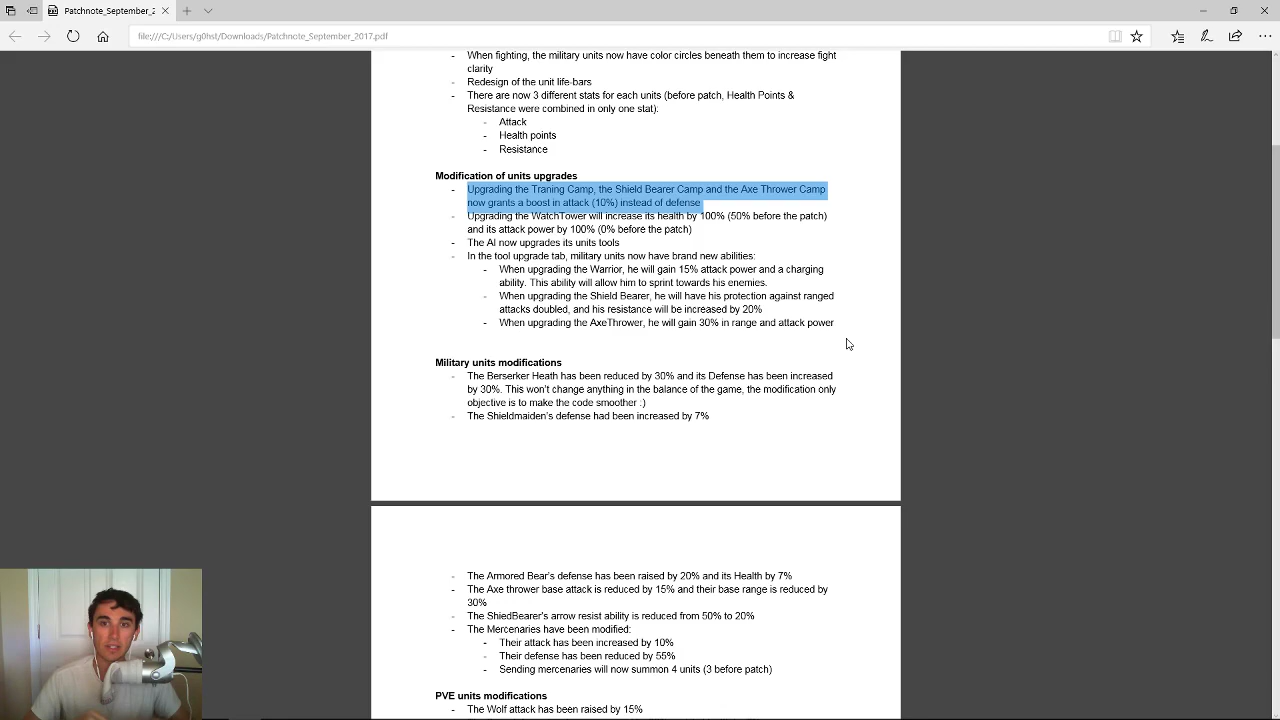 Patchnote_September_2
file:///C:/Users/g0hst/Downloads/Patchnote_September_2017.pdf
- When fighting, the military units now have color circles beneath them to increase fight
clarity
- Redesign of the unit life-bars
- There are now 3 different stats for each units (before patch, Health Points &
Resistance were combined in only one stat):
- Attack
- Health points
- Resistance
Modification of units upgrades
- Upgrading the Traning Camp, the Shield Bearer Camp and the Axe Thrower Camp
now grants a boost in attack (10%) instead of defense
- Upgrading the WatchTower will increase its health by 100% (50% before the patch)
and its attack power by 100% (0% before the patch)
- The AI now upgrades its units tools
- In the tool upgrade tab, military units now have brand new abilities:
- When upgrading the Warrior, he will gain 15% attack power and a charging
ability. This ability will allow him to sprint towards his enemies.
- When upgrading the Shield Bearer, he will have his protection against ranged
attacks doubled, and his resistance will be increased by 20%
- When upgrading the AxeThrower, he will gain 30% in range and attack power
Military units modifications
- The Berserker Heath has been reduced by 30% and its Defense has been increased
by 30%. This won't change anything in the balance of the game, the modification only
objective is to make the code smoother :)
- The Shieldmaiden's defense had been increased by 7%
- The Armored Bear's defense has been raised by 20% and its Health by 7%
- The Axe thrower base attack is reduced by 15% and their base range is reduced by
30%
- The ShiedBearer's arrow resist ability is reduced from 50% to 20%
- The Mercenaries have been modified:
- Their attack has been increased by 10%
- Their defense has been reduced by 55%
- Sending mercenaries will now summon 4 units (3 before patch)
PVE units modifications
- The Wolf attack has been raised by 15%